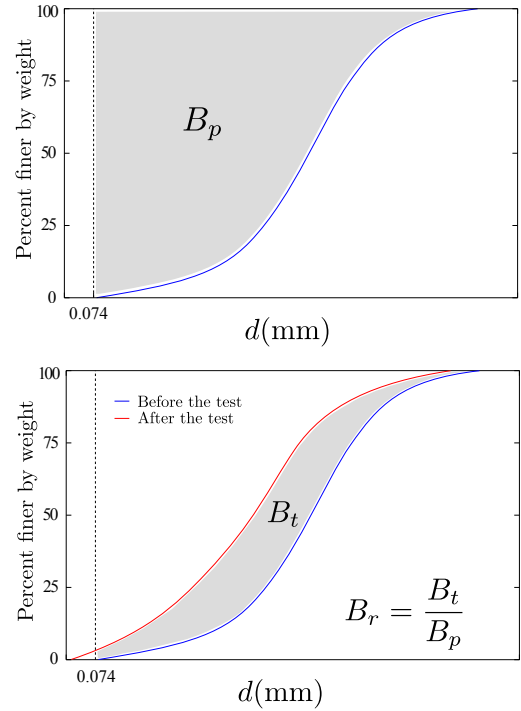 Percent finer by weight
100
75
50
25
0
B_p
0.074
d(mm)
Percent finer by weight
100
75
50
25
0
Before the test
After the test
B_t
B_r = B_t / B_p
0.074
d(mm)